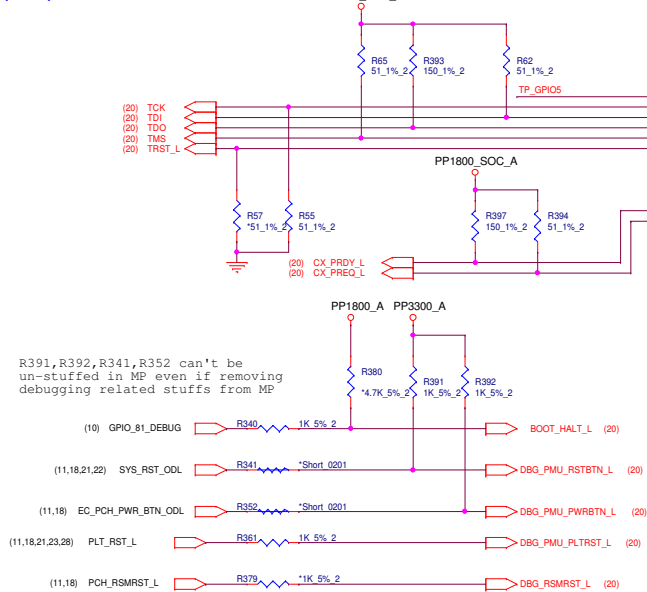 R65
51_1%_2
R393
150_1%_2
R62
51_1%_2
TP_GPIO5
(20) TCK
(20) TDI
(20) TDO
(20) TMS
(20) TRST_L
PP1800_SOC_A
R57
*51_1%_2
R55
51_1%_2
R397
150_1%_2
R394
51_1%_2
(20) CX_PRDY_L
(20) CX_PREQ_L
PP1800_A PP3300_A
R391,R392,R341,R352 can't be
un-stuffed in MP even if removing
debugging related stuffs from MP
R380
*4.7K_5%_2
R391
1K_5%_2
R392
1K_5%_2
(10) GPIO_81_DEBUG R340 1K_5%_2 BOOT_HALT_L (20)
(11,18,21,22) SYS_RST_ODL R341 *Short_0201 DBG_PMU_RSTBTN_L (20)
(11,18) EC_PCH_PWR_BTN_ODL R352 *Short_0201 DBG_PMU_PWRBTN_L (20)
(11,18,21,23,28) PLT_RST_L R361 1K_5%_2 DBG_PMU_PLTRST_L (20)
(11,18) PCH_RSMRST_L R379 *1K_5%_2 DBG_RSMRST_L (20)